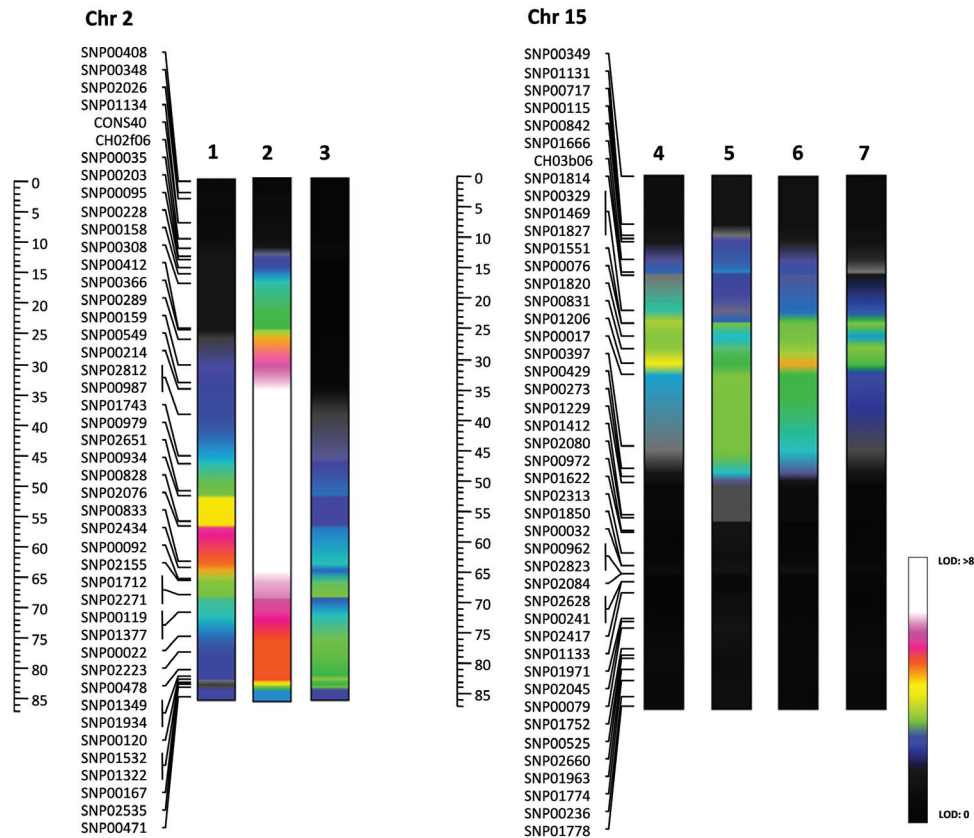 Chr 2
SNP00408
SNP00348
SNP02026
SNP01134
CONS40
CH02f06
SNP00035
SNP00203
SNP00095
SNP00228
SNP00158
SNP00308
SNP00412
SNP00366
SNP00289
SNP00159
SNP00549
SNP00214
SNP02812
SNP00987
SNP01743
SNP00979
SNP02651
SNP00934
SNP00828
SNP02076
SNP00833
SNP02434
SNP00092
SNP02155
SNP01712
SNP02271
SNP00119
SNP01377
SNP00022
SNP02223
SNP00478
SNP01349
SNP01934
SNP00120
SNP01532
SNP01322
SNP00167
SNP02535
SNP00471
0
5
10
15
20
25
30
35
40
45
50
55
60
65
70
75
80
85
1 2 3
Chr 15
SNP00349
SNP01131
SNP00717
SNP00115
SNP00842
SNP01666
CH03b06
SNP01814
SNP00329
SNP01469
SNP01827
SNP01551
SNP00076
SNP01820
SNP00831
SNP01206
SNP00017
SNP00397
SNP00429
SNP00273
SNP01229
SNP01412
SNP02080
SNP00972
SNP01622
SNP02313
SNP01850
SNP00032
SNP00962
SNP02823
SNP02084
SNP02628
SNP00241
SNP02417
SNP01133
SNP01971
SNP02045
SNP00079
SNP01752
SNP00525
SNP02660
SNP01963
SNP01774
SNP00236
SNP01778
0
5
10
15
20
25
30
35
40
45
50
55
60
65
70
75
80
85
4 5 6 7
LOD: >8
LOD: 0